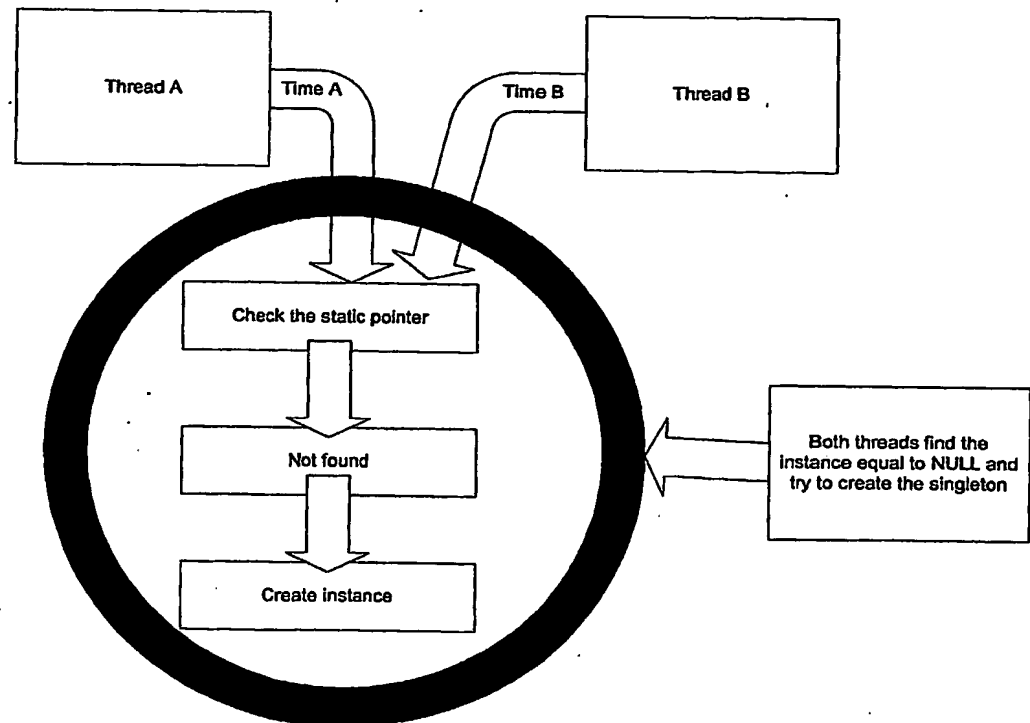 Thread A
Time A
Time B
Thread B
Check the static pointer
Not found
Both threads find the
instance equal to NULL and
try to create the singleton
Create instance